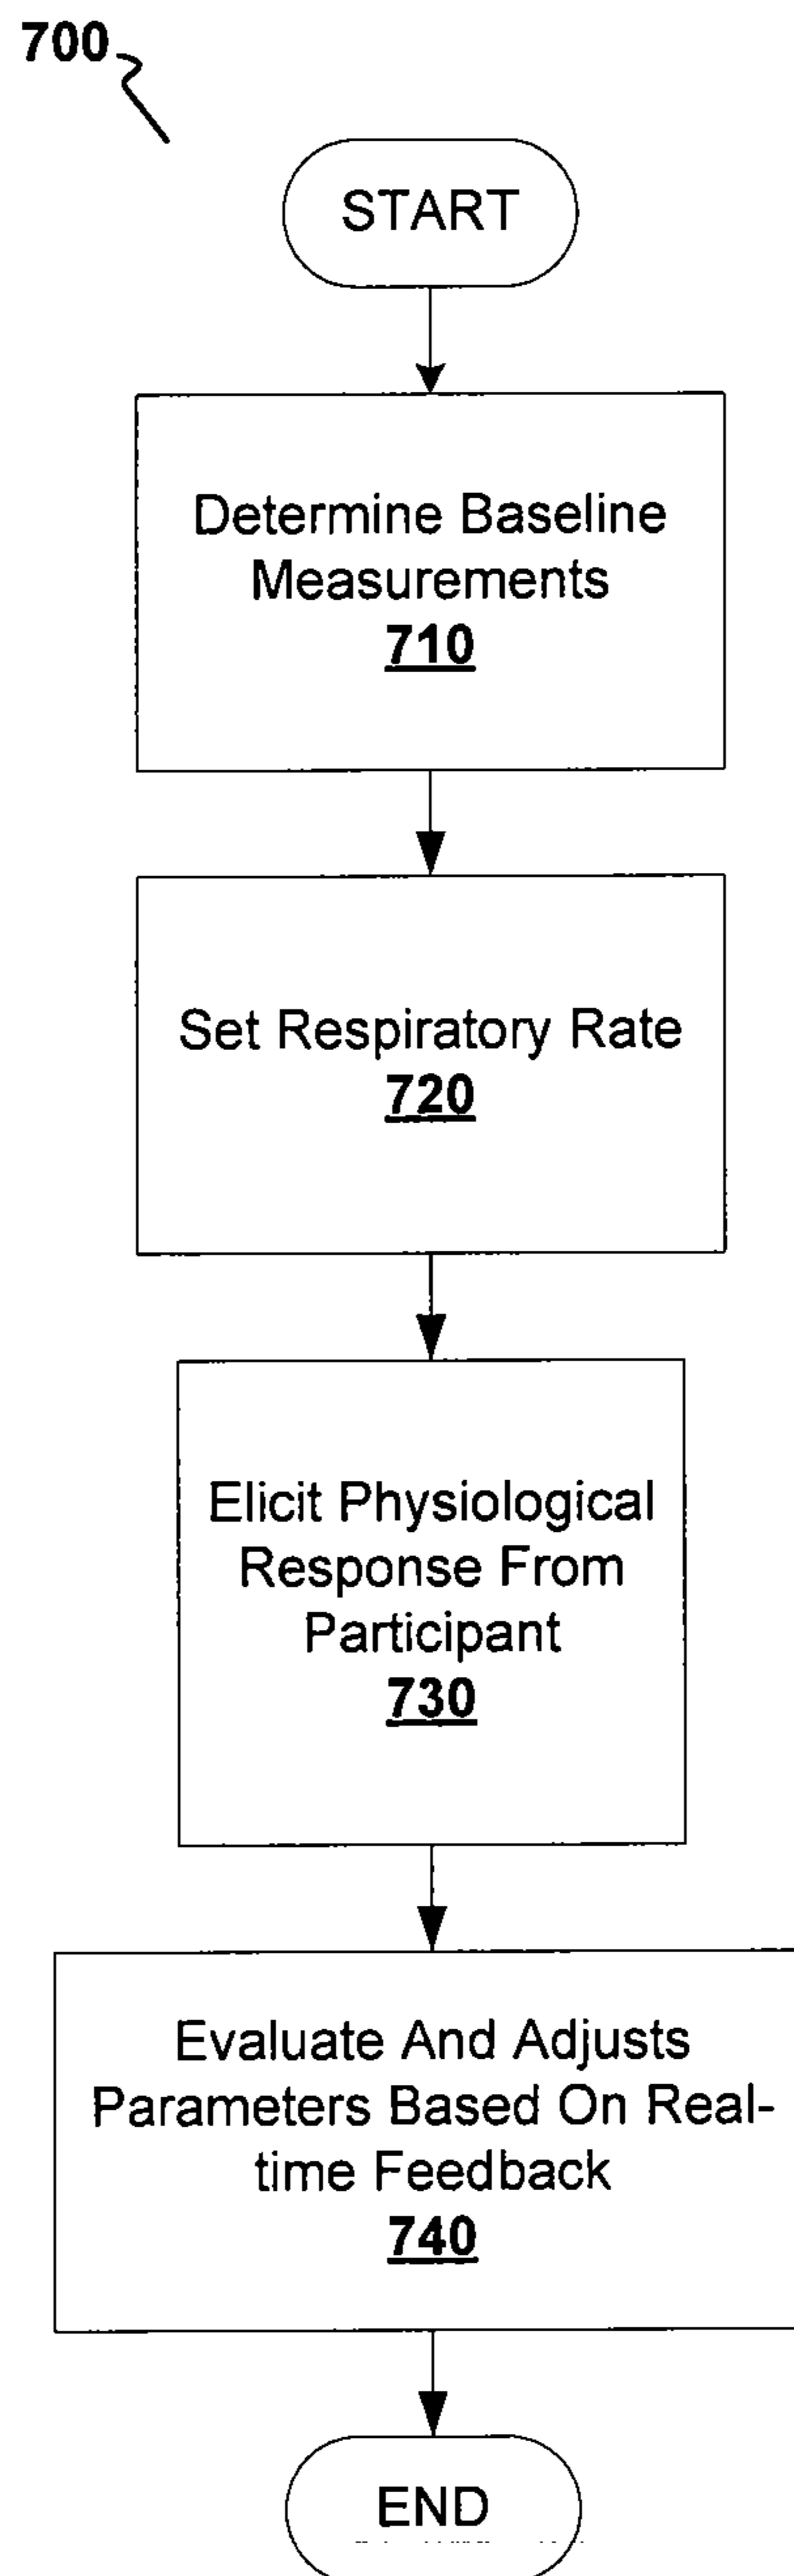 700
START
Determine Baseline
Measurements
710
Set Respiratory Rate
720
Elicit Physiological
Response From
Participant
730
Evaluate And Adjusts
Parameters Based On Real-
time Feedback
740
END